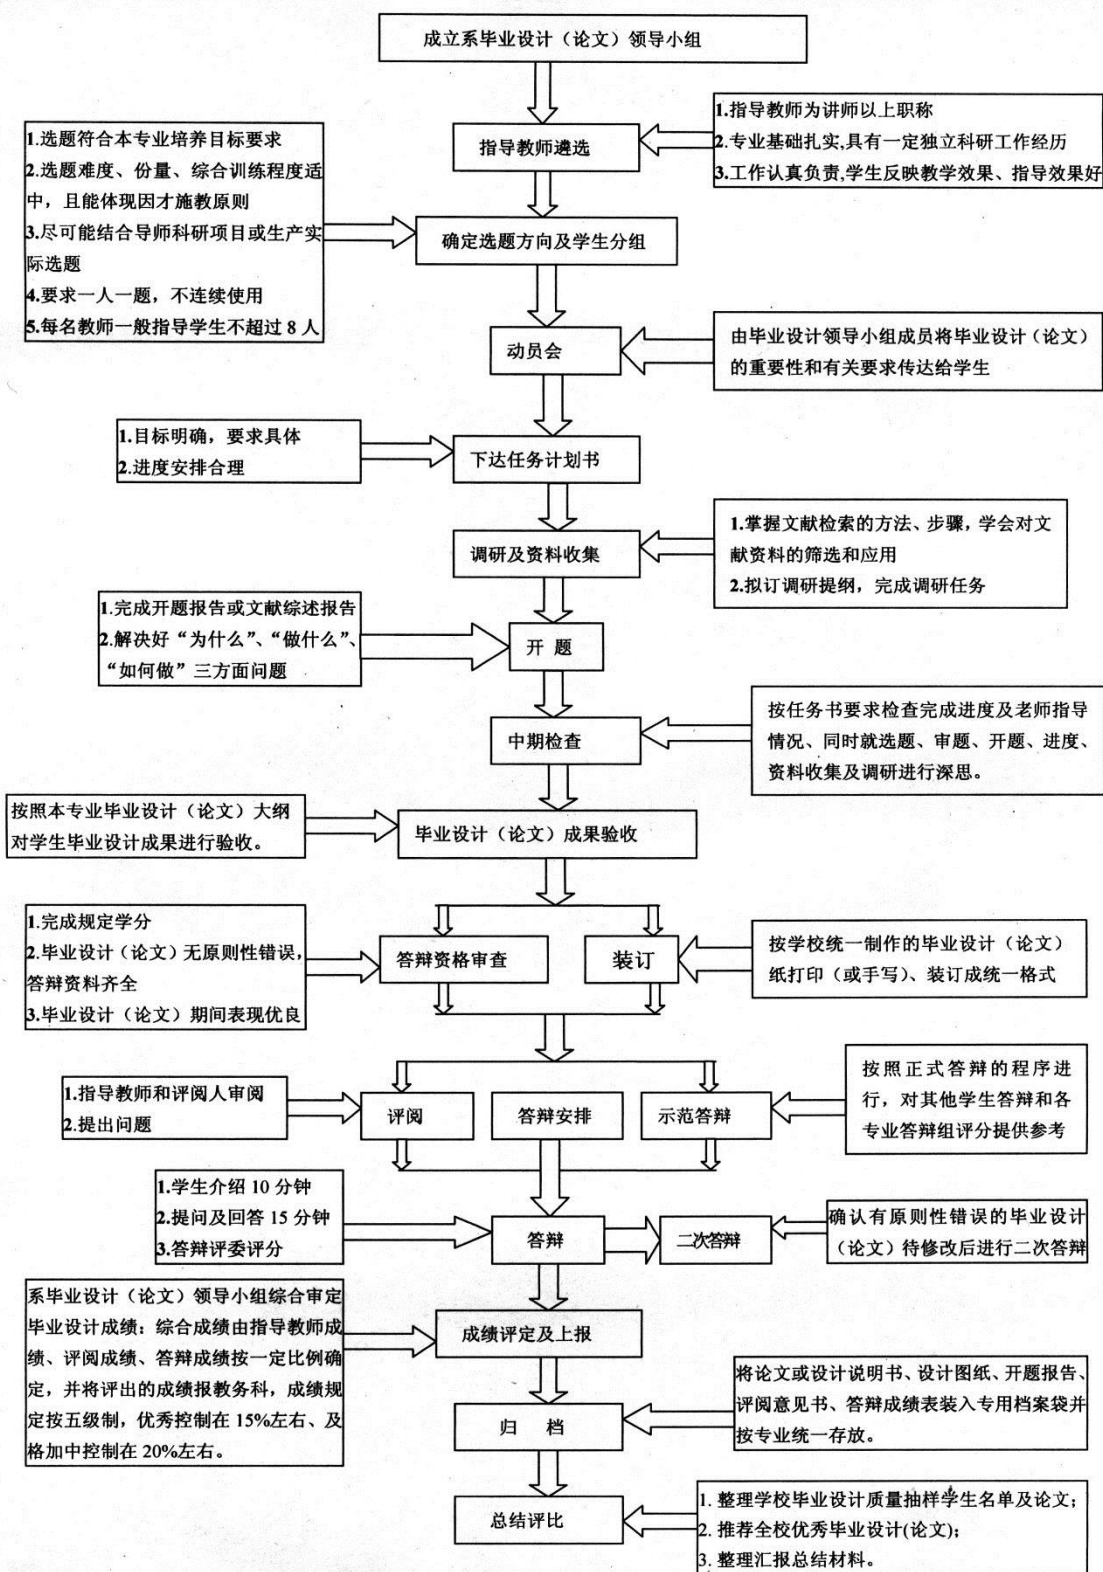 成立系毕业设计（论文）领导小组
指导教师遴选
1.指导教师为讲师以上职称
2.专业基础扎实,具有一定独立科研工作经历
3.工作认真负责,学生反映教学效果、指导效果好
1.选题符合本专业培养目标要求
2.选题难度、份量、综合训练程度适
中，且能体现因才施教原则
3.尽可能结合导师科研项目或生产实
际选题
4.要求一人一题，不连续使用
5.每名教师一般指导学生不超过 8 人
确定选题方向及学生分组
动员会
由毕业设计领导小组成员将毕业设计（论文）
的重要性和有关要求传达给学生
1.目标明确，要求具体
2.进度安排合理
下达任务计划书
调研及资料收集
1.掌握文献检索的方法、步骤，学会对文
献资料的筛选和应用
2.拟订调研提纲，完成调研任务
1.完成开题报告或文献综述报告
2.解决好“为什么”、“做什么”、
“如何做”三方面问题
开 题
中期检查
按任务书要求检查完成进度及老师指导
情况、同时就选题、审题、开题、进度、
资料收集及调研进行深思。
按照本专业毕业设计（论文）大纲
对学生毕业设计成果进行验收。
毕业设计（论文）成果验收
1.完成规定学分
2.毕业设计（论文）无原则性错误，
答辩资料齐全
3.毕业设计（论文）期间表现优良
答辩资格审查
装订
按学校统一制作的毕业设计（论文）
纸打印（或手写）、装订成统一格式
1.指导教师和评阅人审阅
2.提出问题
评阅
答辩安排
示范答辩
按照正式答辩的程序进
行，对其他学生答辩和各
专业答辩组评分提供参考
1.学生介绍 10 分钟
2.提问及回答 15 分钟
3.答辩评委评分
答辩
二次答辩
确认有原则性错误的毕业设计
（论文）待修改后进行二次答辩
系毕业设计（论文）领导小组综合审定
毕业设计成绩：综合成绩由指导教师成
绩、评阅成绩、答辩成绩按一定比例确
定，并将评出的成绩报教务科，成绩规
定按五级制，优秀控制在 15%左右、及
格加中控制在 20%左右。
成绩评定及上报
归 档
将论文或设计说明书、设计图纸、开题报告、
评阅意见书、答辩成绩表装入专用档案袋并
按专业统一存放。
总结评比
1. 整理学校毕业设计质量抽样学生名单及论文；
2. 推荐全校优秀毕业设计(论文)；
3. 整理汇报总结材料。